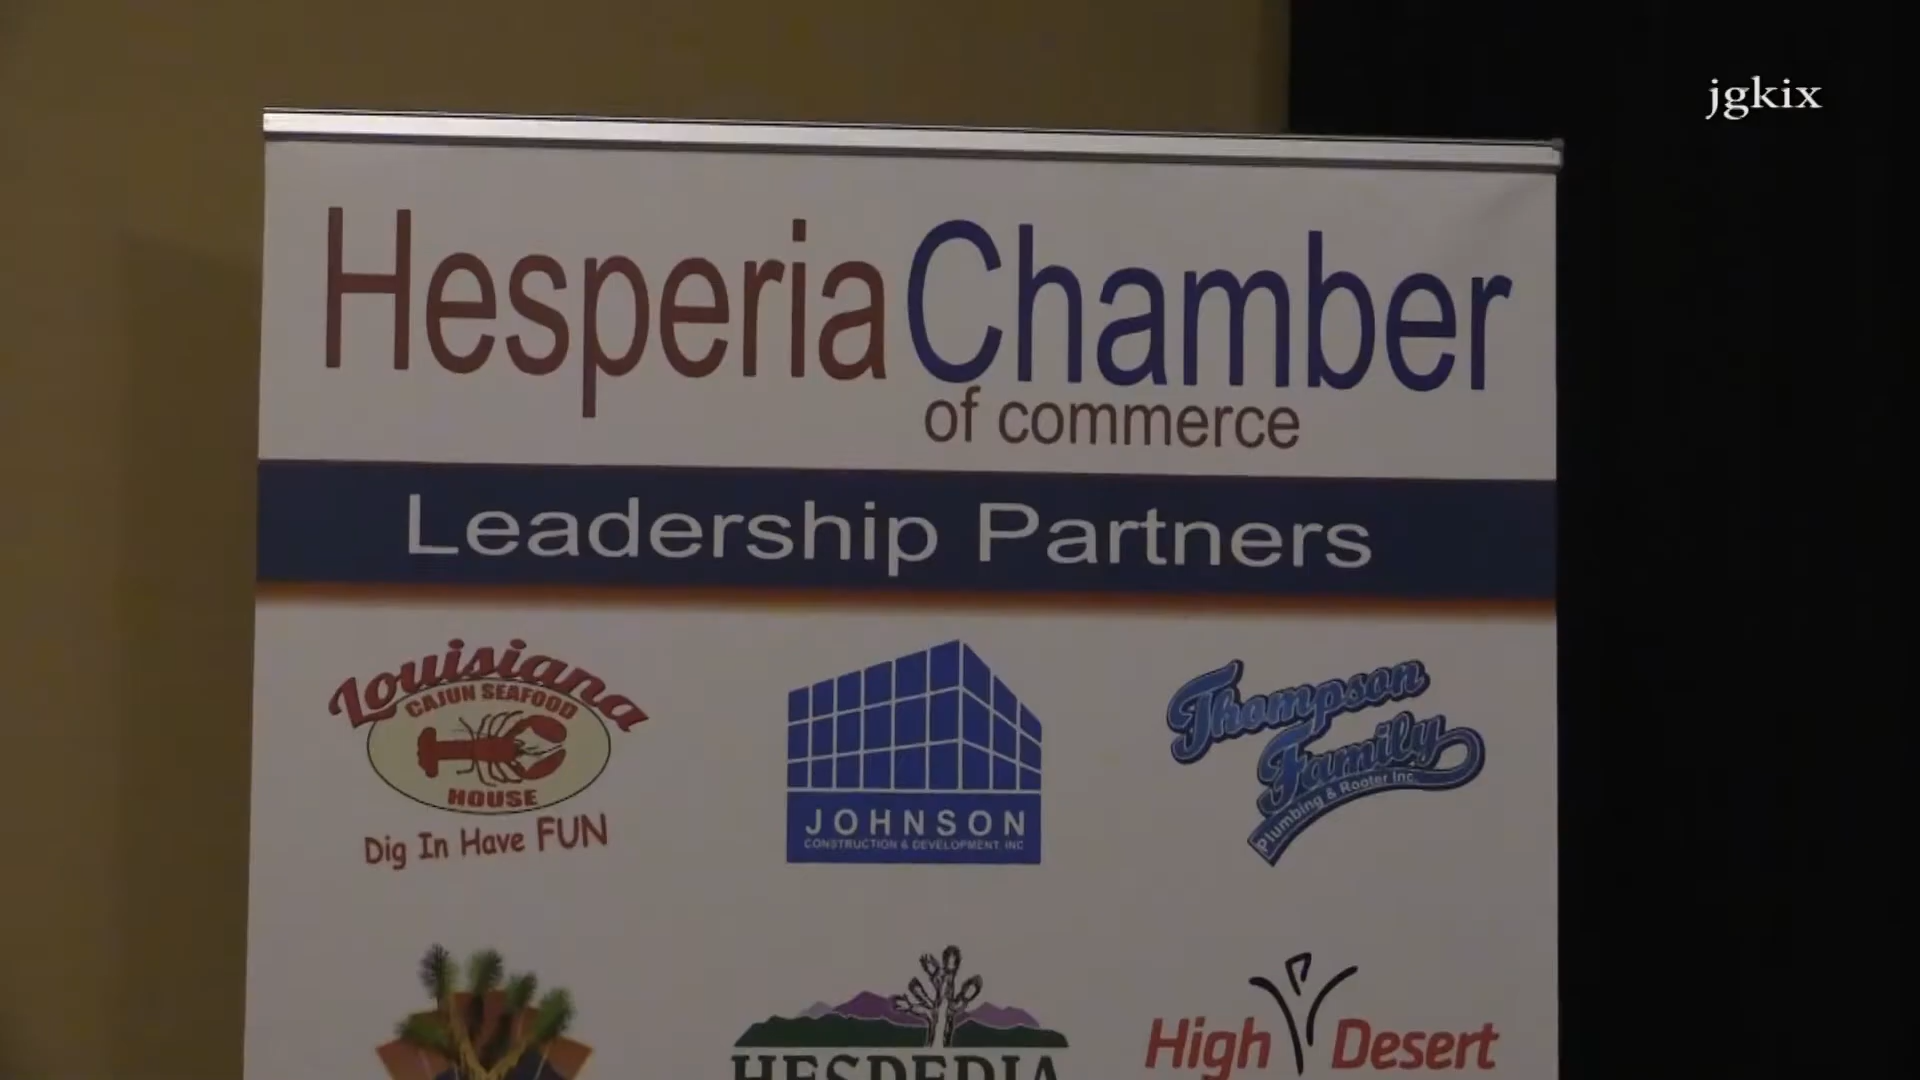 jgkix
HesperiaChamber
of commerce
Leadership Partners
Louisiana
CAJUN SEAFOOD
HOUSE
Dig In Have FUN
JOHNSON
CONSTRUCTION & DEVELOPMENT, INC
Thompson
Family
Plumbing & Rooter Inc.
HESPERIA
High Desert